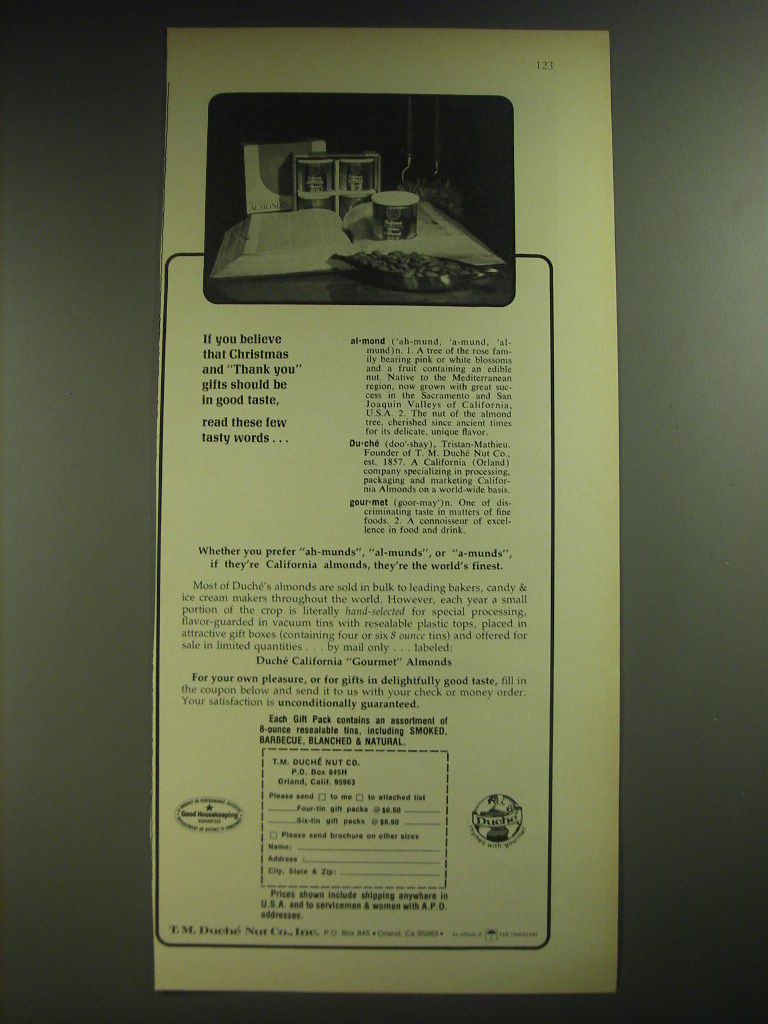 123
ALMONDS
If you believe
that Christmas
and "Thank you"
gifts should be
in good taste,
read these few
tasty words . . .
al·mond ('ah-mund, 'a-mund, 'al-
mund)n. 1. A tree of the rose fam-
ily bearing pink or white blossoms
and a fruit containing an edible
nut. Native to the Mediterranean
region, now grown with great suc-
cess in the Sacramento and San
Joaquin Valleys of California,
U.S.A. 2. The nut of the almond
tree, cherished since ancient times
for its delicate, unique flavor.
Du·ché (doo'-shay), Tristan-Mathieu.
Founder of T. M. Duché Nut Co.,
est. 1857. A California (Orland)
company specializing in processing,
packaging and marketing Califor-
nia Almonds on a world-wide basis.
gour·met (goor-may')n. One of dis-
criminating taste in matters of fine
foods. 2. A connoisseur of excel-
lence in food and drink.
Whether you prefer "ah-munds", "al-munds", or "a-munds",
if they're California almonds, they're the world's finest.
Most of Duché's almonds are sold in bulk to leading bakers, candy &
ice cream makers throughout the world. However, each year a small
portion of the crop is literally hand-selected for special processing,
flavor-guarded in vacuum tins with resealable plastic tops, placed in
attractive gift boxes (containing four or six 8 ounce tins) and offered for
sale in limited quantities . . . by mail only . . . labeled:
Duché California "Gourmet" Almonds
For your own pleasure, or for gifts in delightfully good taste, fill in
the coupon below and send it to us with your check or money order.
Your satisfaction is unconditionally guaranteed.
Each Gift Pack contains an assortment of
8-ounce resealable tins, including SMOKED,
BARBECUE, BLANCHED & NATURAL.
T.M. DUCHÉ NUT CO.
P.O. Box 845H
Orland, Calif. 95963
Please send □ to me □ to attached list
____Four-tin gift packs @ $6.50 ____
____Six-tin gift packs @ $8.90 ____
□ Please send brochure on other sizes
Name:
Address :
City, State & Zip:
Good Housekeeping
GUARANTEES
Duché
rhymes with gourmet
Prices shown include shipping anywhere in
U.S.A. and to servicemen & women with A.P.O.
addresses.
T. M. Duché Nut Co., Inc. P.O. Box 845 • Orland, Ca 95963 • An affiliate of THE TRAVELERS